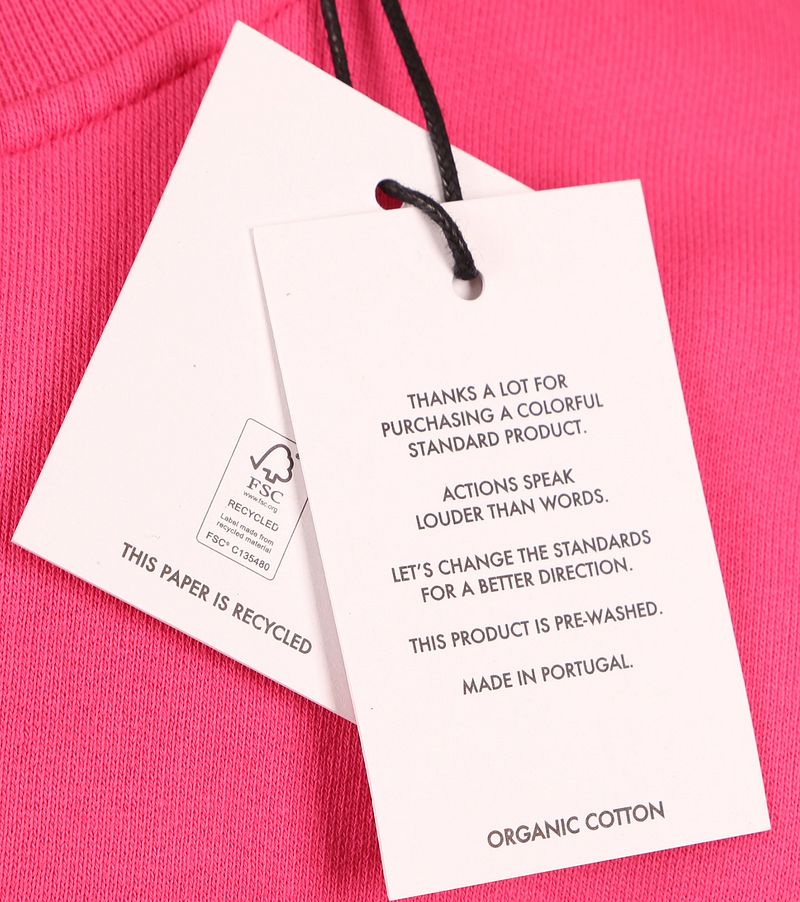 THANKS A LOT FOR
PURCHASING A COLORFUL
STANDARD PRODUCT.
ACTIONS SPEAK
LOUDER THAN WORDS.
LET'S CHANGE THE STANDARDS
FOR A BETTER DIRECTION.
THIS PRODUCT IS PRE-WASHED.
MADE IN PORTUGAL.
ORGANIC COTTON
FSC
www.fsc.org
RECYCLED
Label made from
recycled material
FSC® C135480
THIS PAPER IS RECYCLED